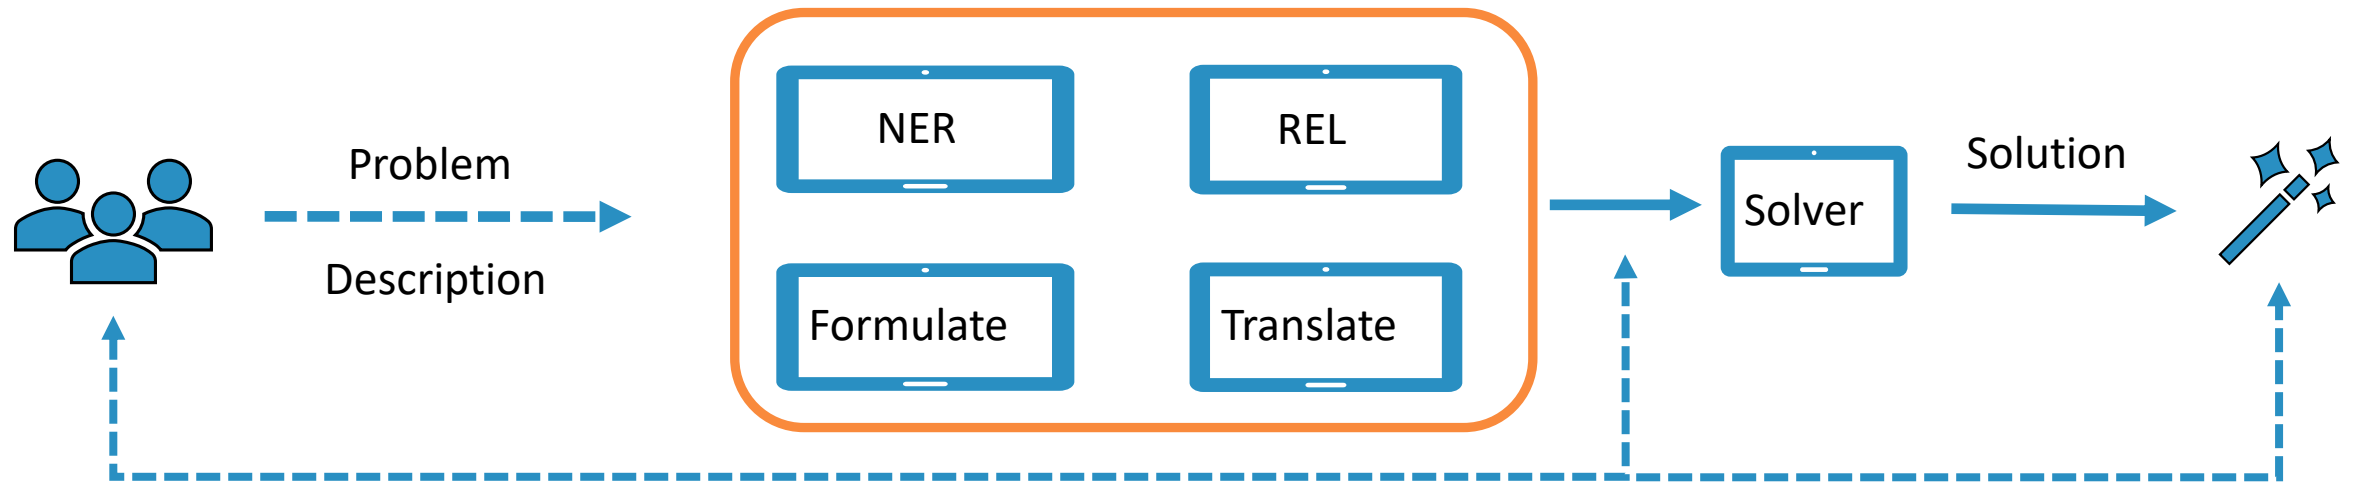 Problem
Description
NER
REL
Formulate
Translate
Solver
Solution